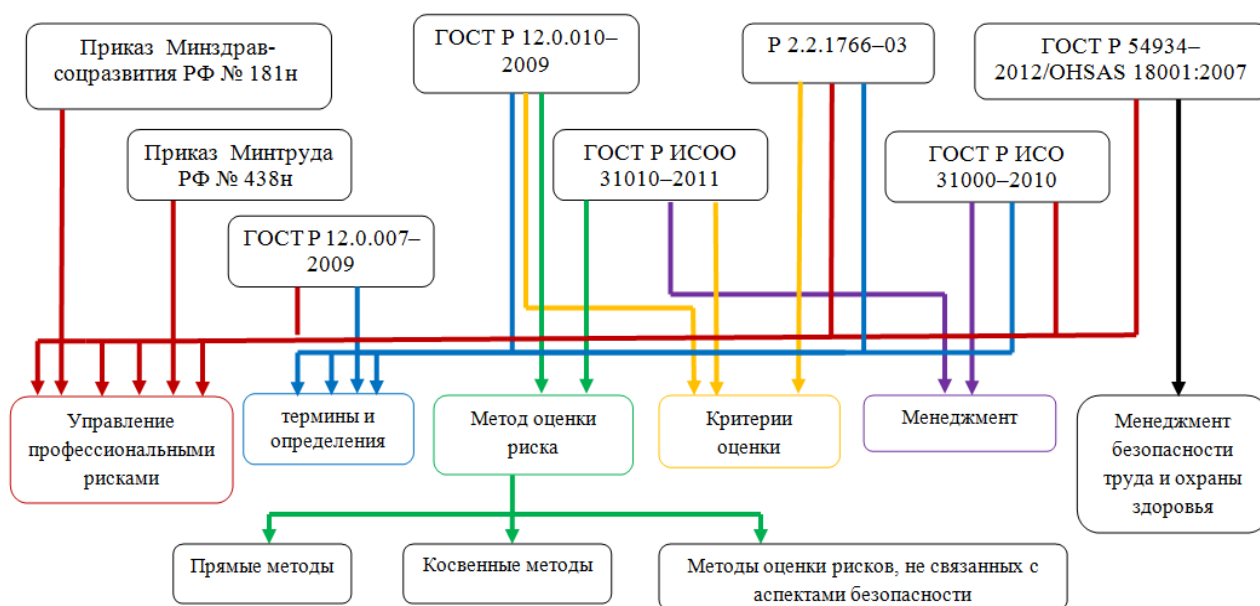 Приказ Минздрав-
соцразвития РФ № 181н
ГОСТ Р 12.0.010–
2009
Р 2.2.1766–03
ГОСТ Р 54934–
2012/OHSAS 18001:2007
Приказ Минтруда
РФ № 438н
ГОСТ Р ИСОО
31010–2011
ГОСТ Р ИСО
31000–2010
ГОСТ Р 12.0.007–
2009
Управление
профессиональными
рисками
термины и
определения
Метод оценки
риска
Критерии
оценки
Менеджмент
Менеджмент
безопасности
труда и охраны
здоровья
Прямые методы
Косвенные методы
Методы оценки рисков, не связанных с
аспектами безопасности